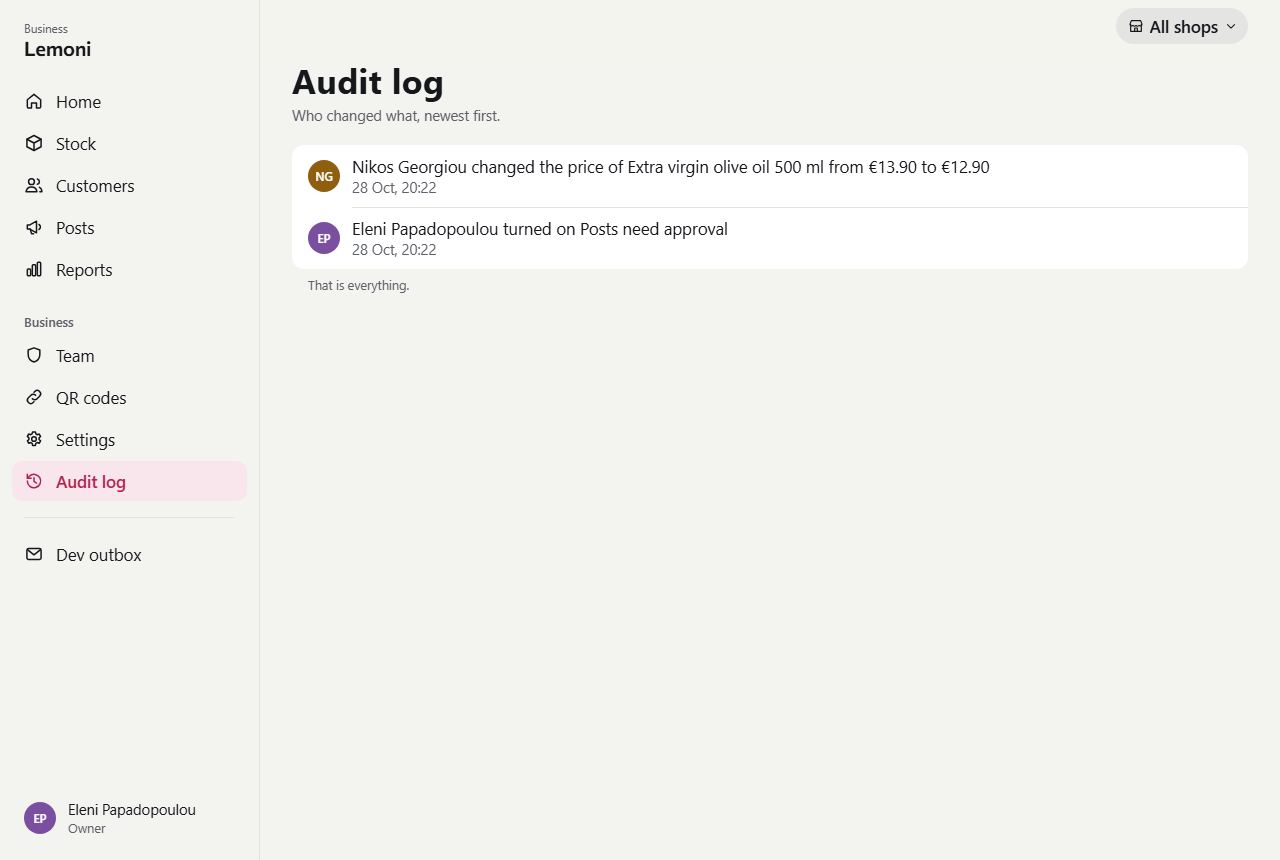 Business
Lemoni
All shops
Home
Stock
Customers
Posts
Reports
Business
Team
QR codes
Settings
Audit log
Dev outbox
EP
Eleni Papadopoulou
Owner
Audit log
Who changed what, newest first.
NG
Nikos Georgiou changed the price of Extra virgin olive oil 500 ml from €13.90 to €12.90
28 Oct, 20:22
EP
Eleni Papadopoulou turned on Posts need approval
28 Oct, 20:22
That is everything.